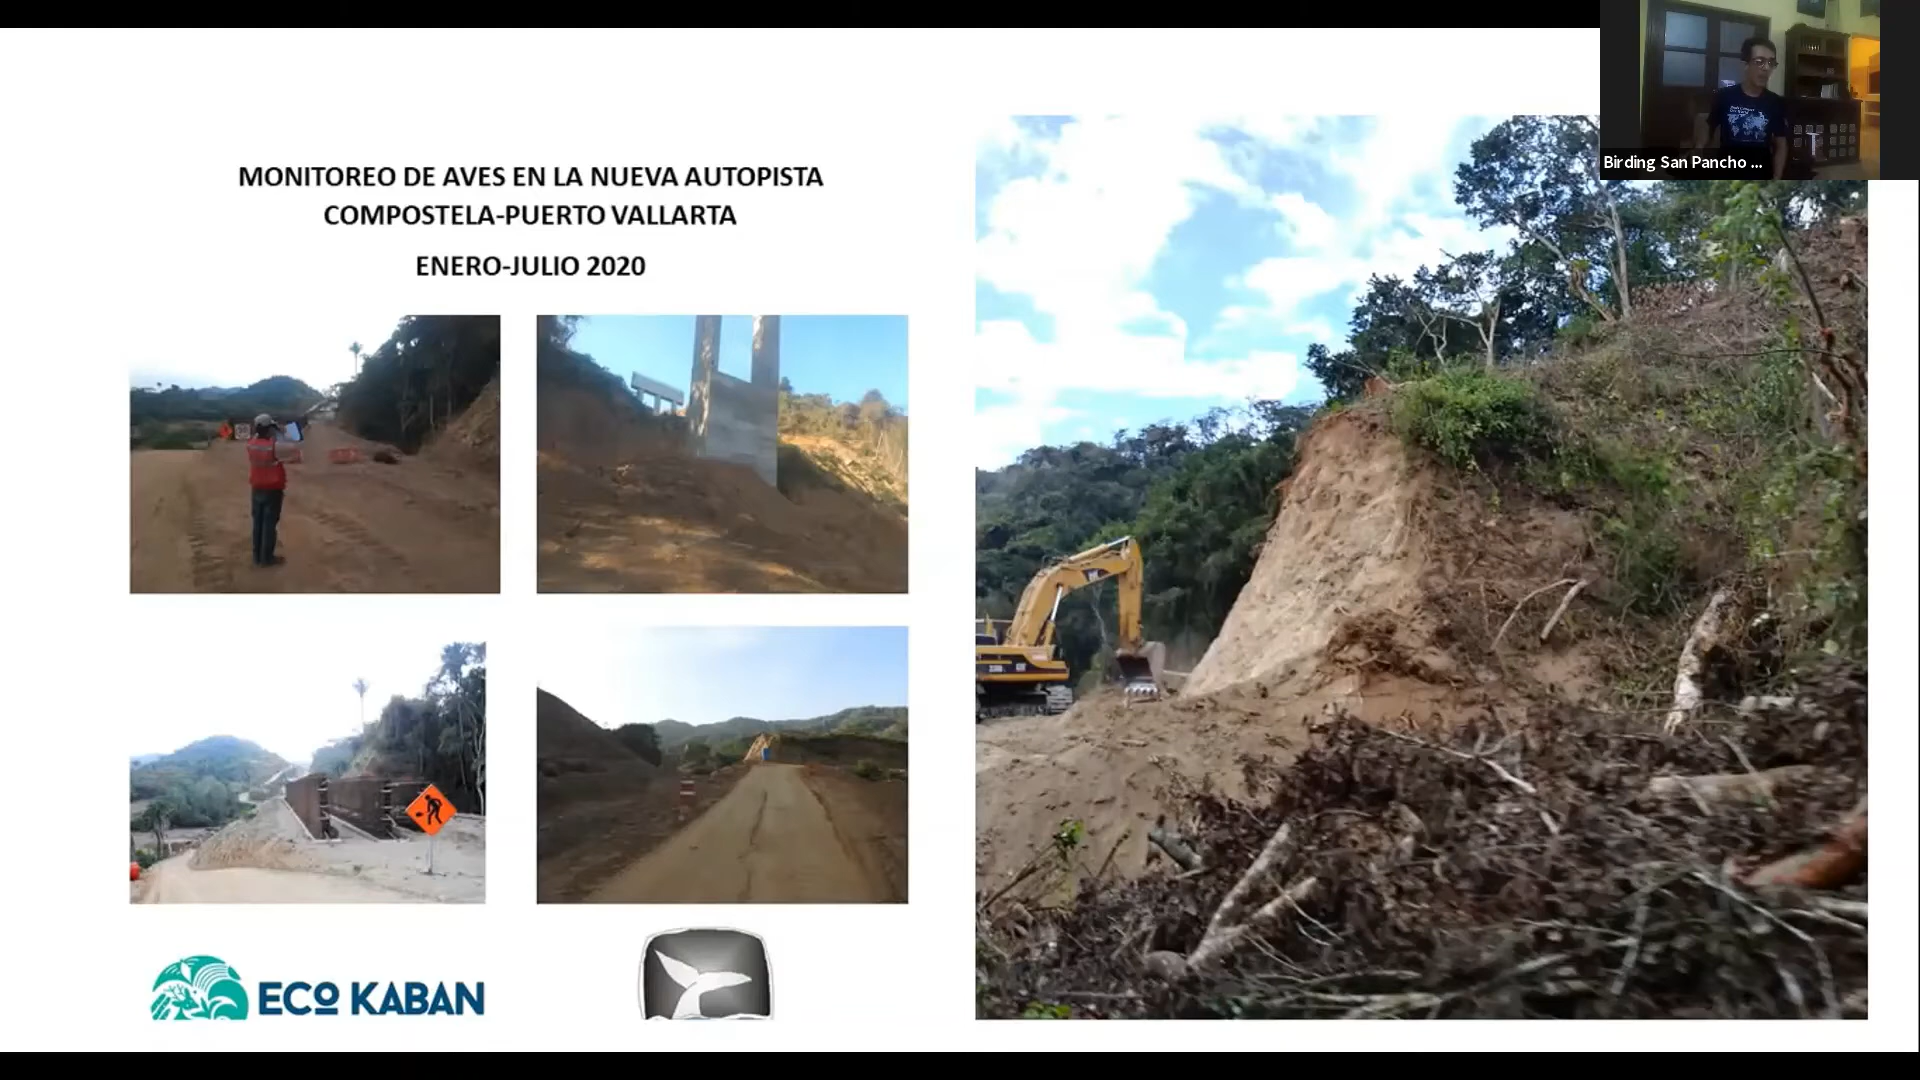 MONITOREO DE AVES EN LA NUEVA AUTOPISTA
COMPOSTELA-PUERTO VALLARTA
ENERO-JULIO 2020
Birding San Pancho ...
ECO KABAN